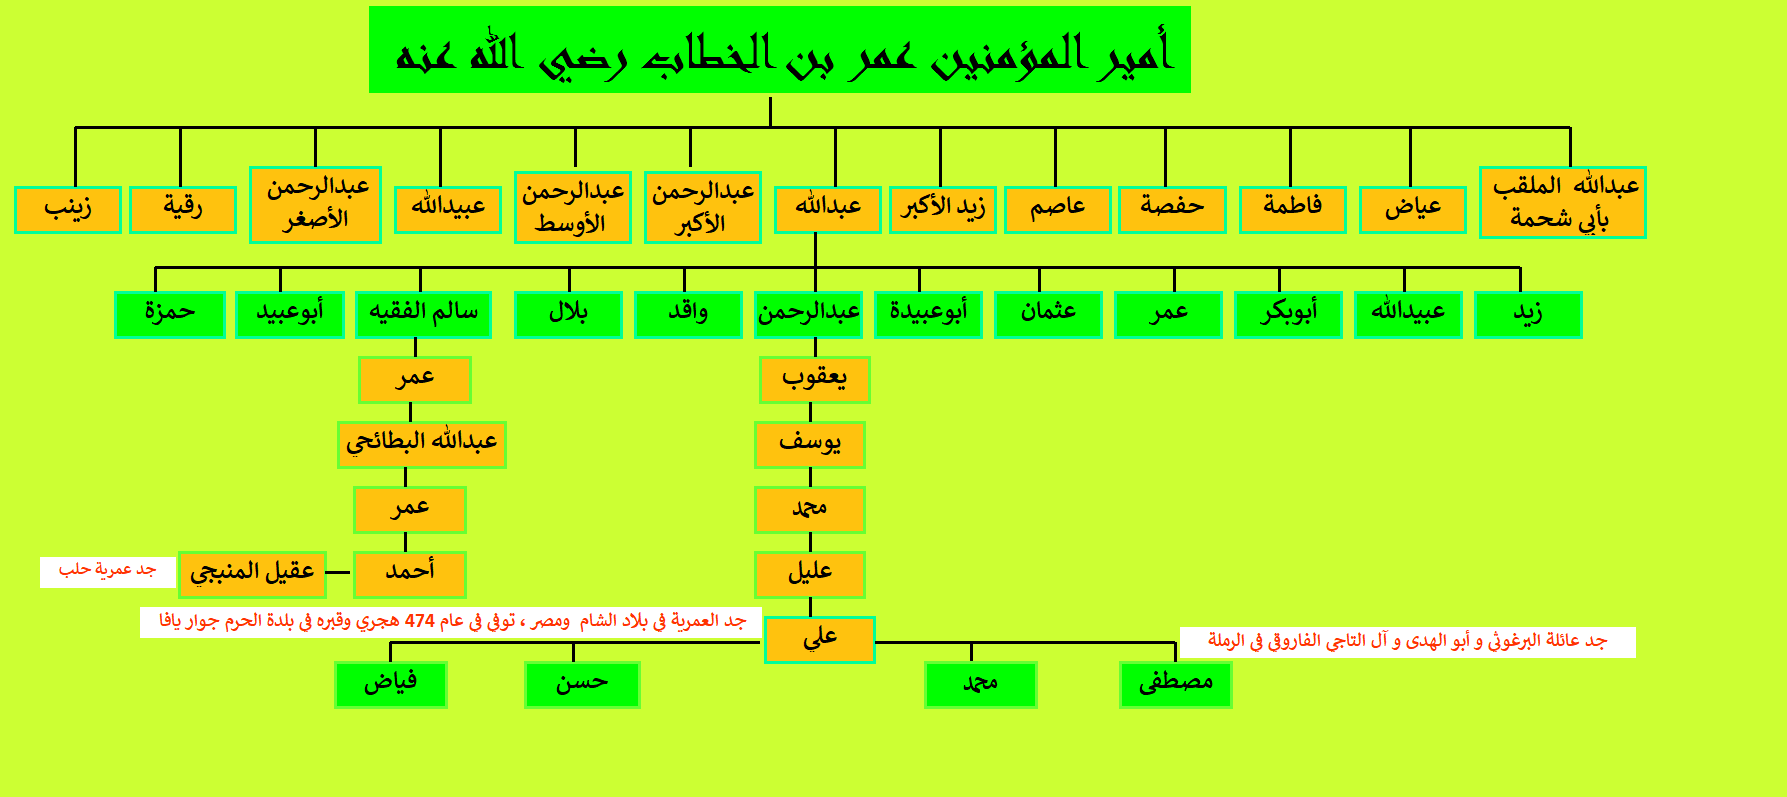 أمير المؤمنين عمر بن الخطاب رضي الله عنه
عبدالله الملقب
بأبي شحمة
عياض
فاطمة
حفصة
عاصم
زيد الأكبر
عبدالله
عبدالرحمن
الأكبر
عبدالرحمن
الأوسط
عبيدالله
عبدالرحمن
الأصغر
رقية
زينب
زيد
عبيدالله
أبوبكر
عمر
عثمان
أبوعبيدة
عبدالرحمن
واقد
بلال
سالم الفقيه
أبوعبيد
حمزة
يعقوب
عمر
يوسف
عبدالله البطائحي
محمد
عمر
عليل
أحمد
عقيل المنبجي
جد عمرية حلب
علي
جد العمرية في بلاد الشام ومصر ، توفي في عام 474 هجري وقبره في بلدة الحرم جوار يافا
جد عائلة البرغوثي و أبو الهدى و آل التاجي الفاروقي في الرملة
مصطفى
محمد
حسن
فياض